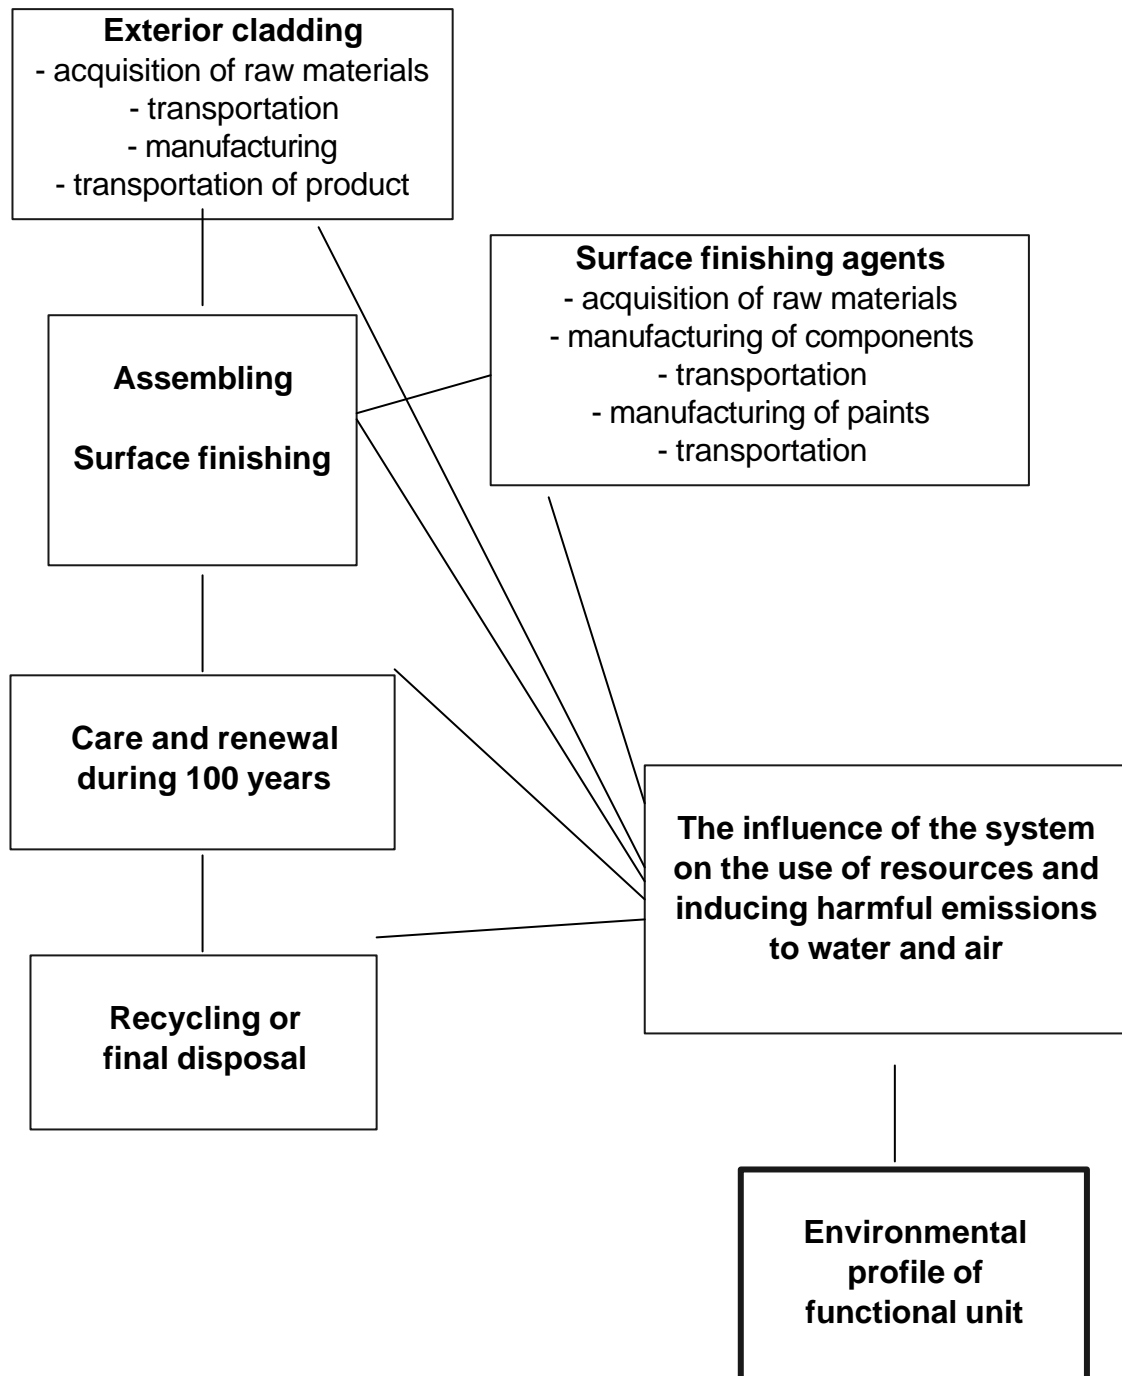 Exterior cladding
- acquisition of raw materials
- transportation
- manufacturing
- transportation of product
Surface finishing agents
- acquisition of raw materials
- manufacturing of components
- transportation
- manufacturing of paints
- transportation
Assembling
Surface finishing
Care and renewal
during 100 years
The influence of the system
on the use of resources and
inducing harmful emissions
to water and air
Recycling or
final disposal
Environmental
profile of
functional unit